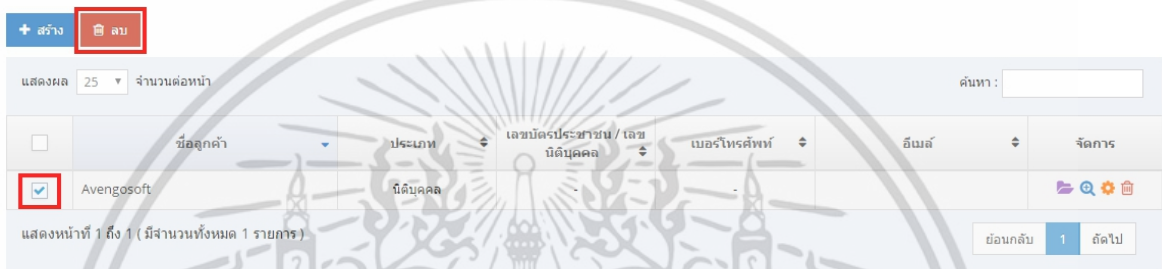 สร้าง ลบ
แสดงผล 25 จำนวนต่อหน้า ค้นหา :
ชื่อลูกค้า ประเภท เลขบัตรประชาชน / เลข เบอร์โทรศัพท์ อีเมล์ จัดการ
นิติบุคคล
Avengosoft นิติบุคคล - -
แสดงหน้าที่ 1 ถึง 1 ( มีจำนวนทั้งหมด 1 รายการ ) ย้อนกลับ 1 ถัดไป